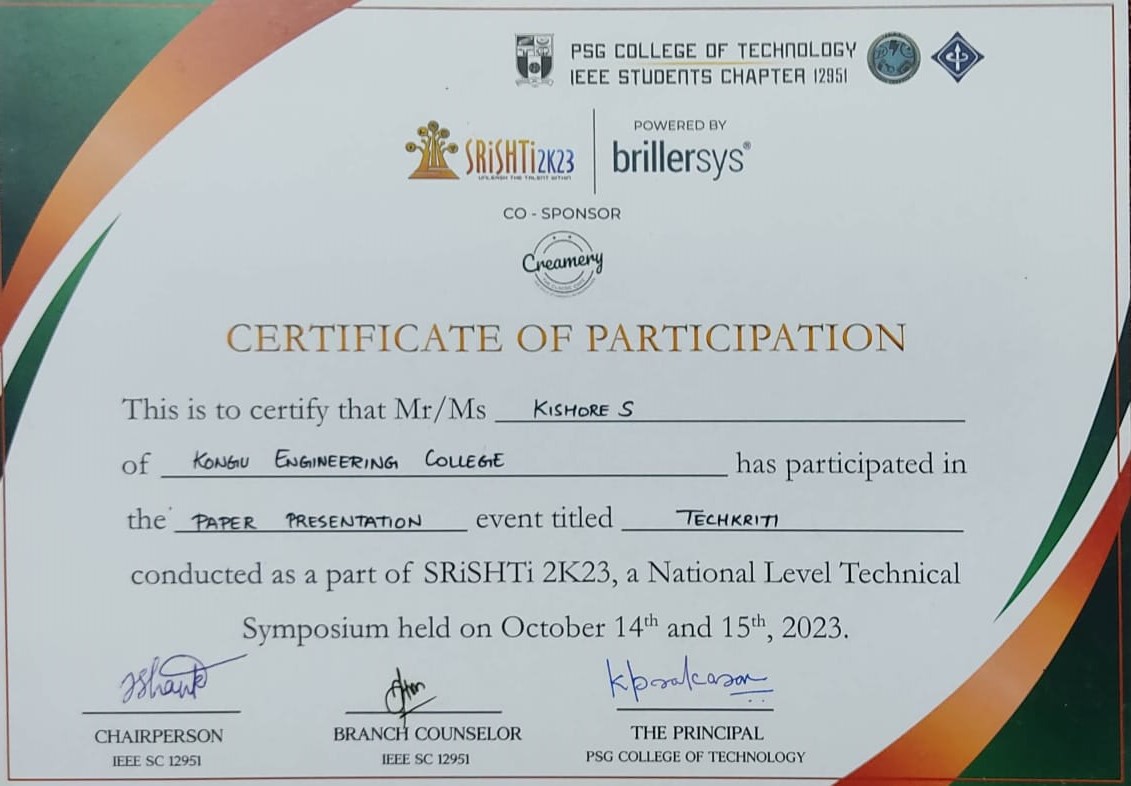 PSG COLLEGE OF TECHNOLOGY
IEEE STUDENTS CHAPTER 12951
SRiSHTi2K23
UNLEASH THE TALENT WITHIN
POWERED BY
brillersys®
CO - SPONSOR
Creamery
CERTIFICATE OF PARTICIPATION
This is to certify that Mr/Ms KISHORE S
of KONGU ENGINEERING COLLEGE has participated in
the PAPER PRESENTATION event titled TECHKRITI
conducted as a part of SRiSHTi 2K23, a National Level Technical
Symposium held on October 14th and 15th, 2023.
CHAIRPERSON
IEEE SC 12951
BRANCH COUNSELOR
IEEE SC 12951
THE PRINCIPAL
PSG COLLEGE OF TECHNOLOGY